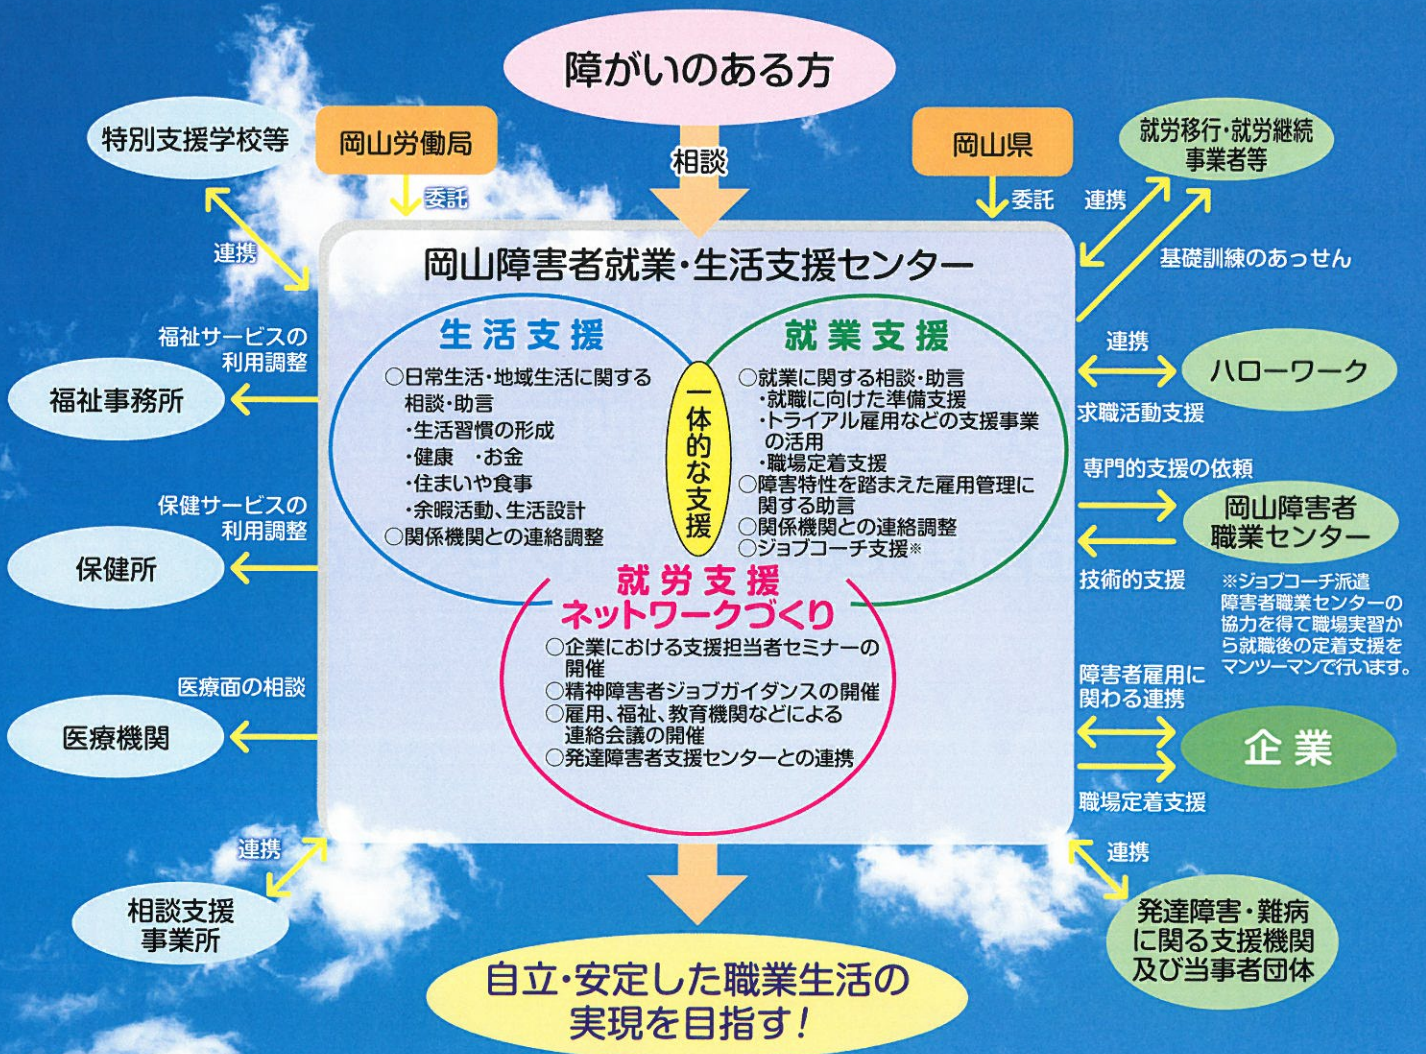 障がいのある方
特別支援学校等
岡山労働局
相談
岡山県
就労移行・就労継続
事業者等
委託
委託
連携
連携
基礎訓練のあっせん
岡山障害者就業・生活支援センター
生活支援
○日常生活・地域生活に関する
相談・助言
・生活習慣の形成
・健康 ・お金
・住まいや食事
・余暇活動、生活設計
○関係機関との連絡調整
一体的な支援
就業支援
○就業に関する相談・助言
・就職に向けた準備支援
・トライアル雇用などの支援事業
の活用
・職場定着支援
○障害特性を踏まえた雇用管理に
関する助言
○関係機関との連絡調整
○ジョブコーチ支援※
就労支援
ネットワークづくり
○企業における支援担当者セミナーの
開催
○精神障害者ジョブガイダンスの開催
○雇用、福祉、教育機関などによる
連絡会議の開催
○発達障害者支援センターとの連携
福祉サービスの
利用調整
福祉事務所
保健サービスの
利用調整
保健所
医療面の相談
医療機関
連携
相談支援
事業所
連携
ハローワーク
求職活動支援
専門的支援の依頼
岡山障害者
職業センター
技術的支援
※ジョブコーチ派遣
障害者職業センターの
協力を得て職場実習か
ら就職後の定着支援を
マンツーマンで行います。
障害者雇用に
関わる連携
企業
職場定着支援
連携
発達障害・難病
に関る支援機関
及び当事者団体
自立・安定した職業生活の
実現を目指す!